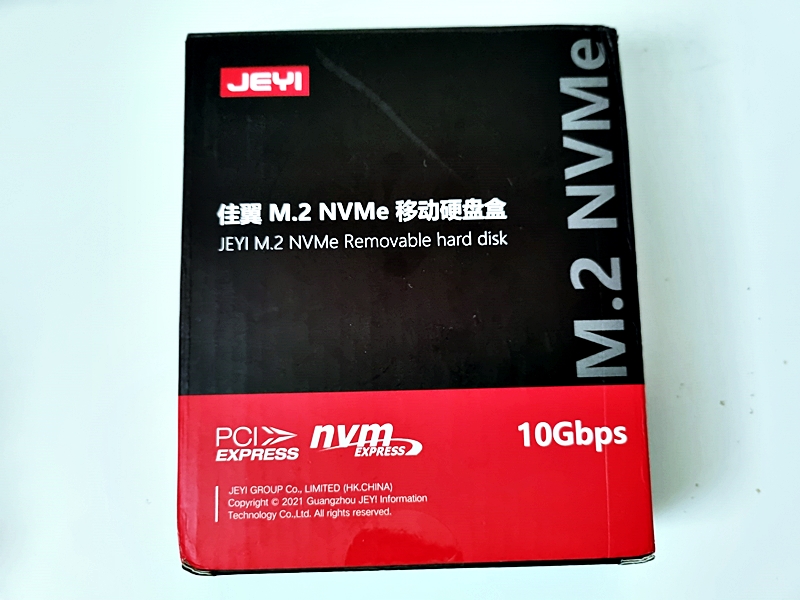 JEYI
佳翼 M.2 NVMe 移动硬盘盒
JEYI M.2 NVMe Removable hard disk
M.2 NVMe
PCI
EXPRESS
nvm
EXPRESS
10Gbps
JEYI GROUP Co., LIMITED (HK.CHINA)
Copyright © 2021 Guangzhou JEYI Information
Technology Co.,Ltd. All rights reserved.